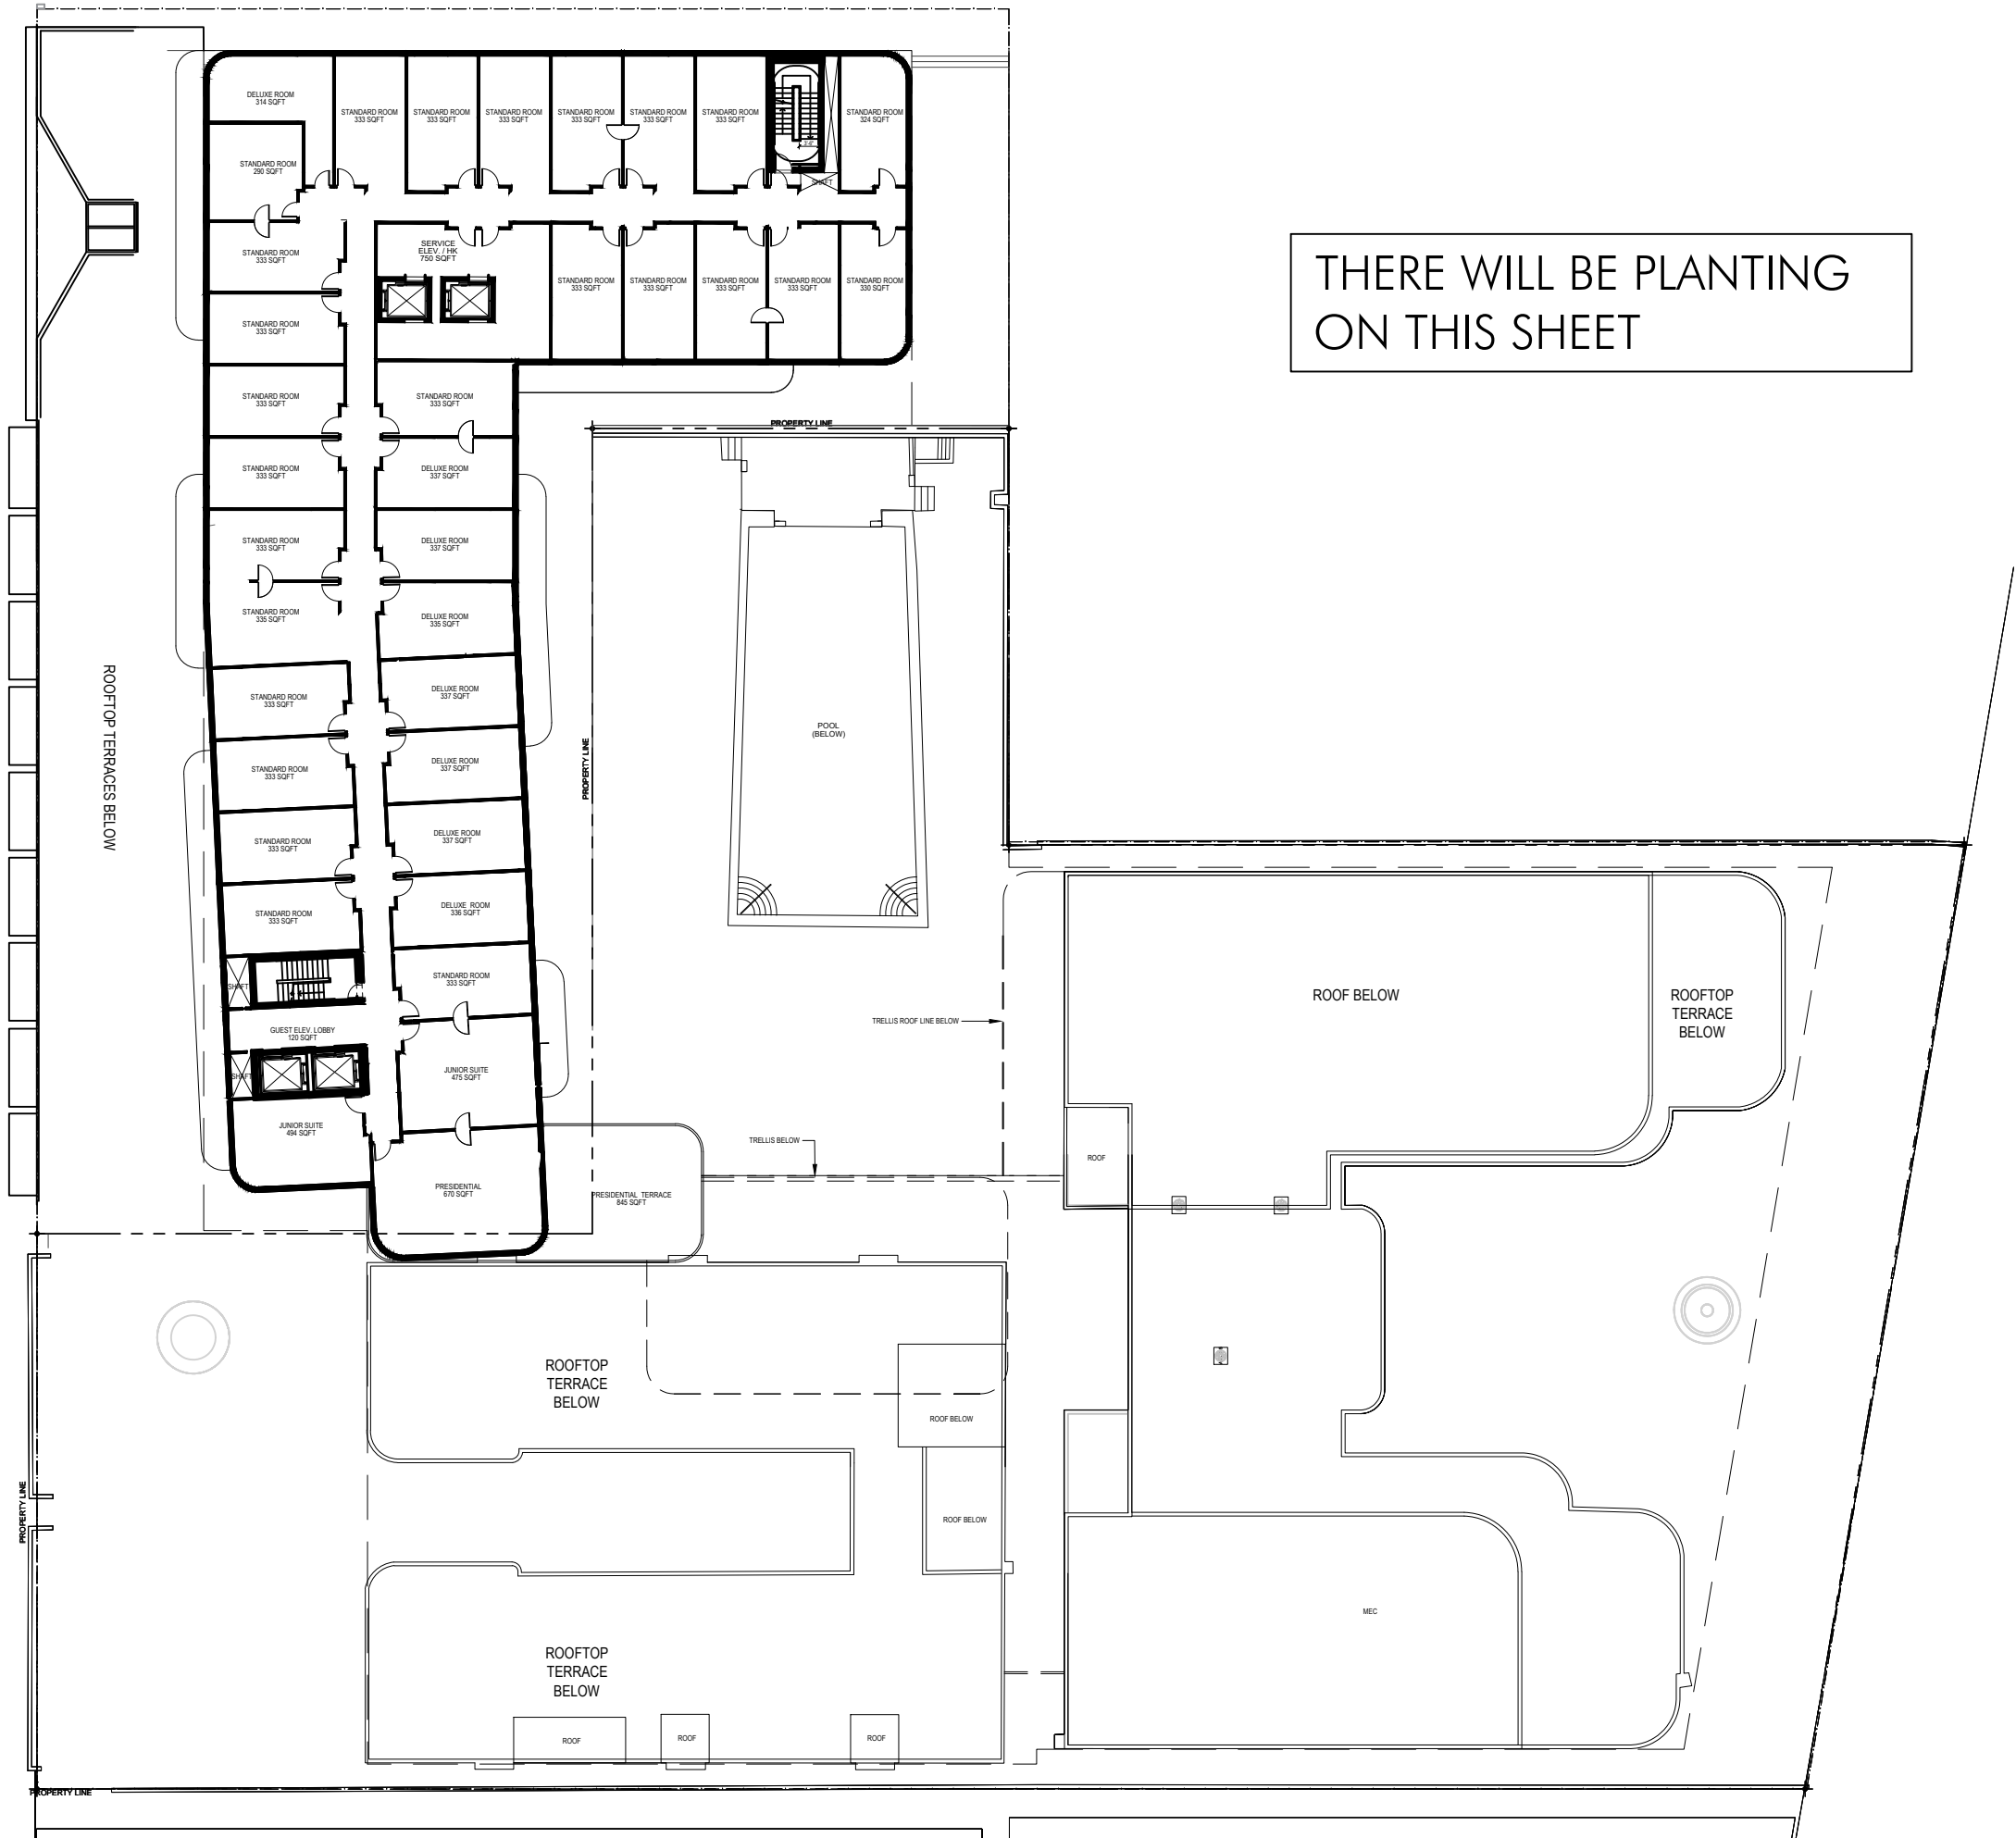 DELUXE ROOM
314 SQFT
STANDARD ROOM
333 SQFT
STANDARD ROOM
333 SQFT
STANDARD ROOM
333 SQFT
STANDARD ROOM
333 SQFT
STANDARD ROOM
333 SQFT
STANDARD ROOM
333 SQFT
STANDARD ROOM
324 SQFT
3'-6"
SHAFT
STANDARD ROOM
290 SQFT
STANDARD ROOM
333 SQFT
SERVICE
ELEV. / HK
750 SQFT
STANDARD ROOM
333 SQFT
STANDARD ROOM
333 SQFT
STANDARD ROOM
333 SQFT
STANDARD ROOM
333 SQFT
STANDARD ROOM
330 SQFT
THERE WILL BE PLANTING
ON THIS SHEET
STANDARD ROOM
333 SQFT
STANDARD ROOM
333 SQFT
STANDARD ROOM
333 SQFT
PROPERTY LINE
STANDARD ROOM
333 SQFT
DELUXE ROOM
337 SQFT
STANDARD ROOM
333 SQFT
DELUXE ROOM
337 SQFT
STANDARD ROOM
335 SQFT
DELUXE ROOM
335 SQFT
STANDARD ROOM
333 SQFT
DELUXE ROOM
337 SQFT
ROOFTOP TERRACES BELOW
POOL
(BELOW)
PROPERTY LINE
STANDARD ROOM
333 SQFT
DELUXE ROOM
337 SQFT
STANDARD ROOM
333 SQFT
DELUXE ROOM
337 SQFT
STANDARD ROOM
333 SQFT
DELUXE ROOM
336 SQFT
SHAFT
STANDARD ROOM
333 SQFT
GUEST ELEV. LOBBY
120 SQFT
SHAFT
JUNIOR SUITE
475 SQFT
TRELLIS ROOF LINE BELOW
ROOF BELOW
ROOFTOP
TERRACE
BELOW
JUNIOR SUITE
494 SQFT
TRELLIS BELOW
ROOF
PRESIDENTIAL
670 SQFT
PRESIDENTIAL TERRACE
845 SQFT
ROOFTOP
TERRACE
BELOW
ROOF BELOW
PROPERTY LINE
ROOF BELOW
MEC
ROOFTOP
TERRACE
BELOW
ROOF
ROOF
ROOF
PROPERTY LINE